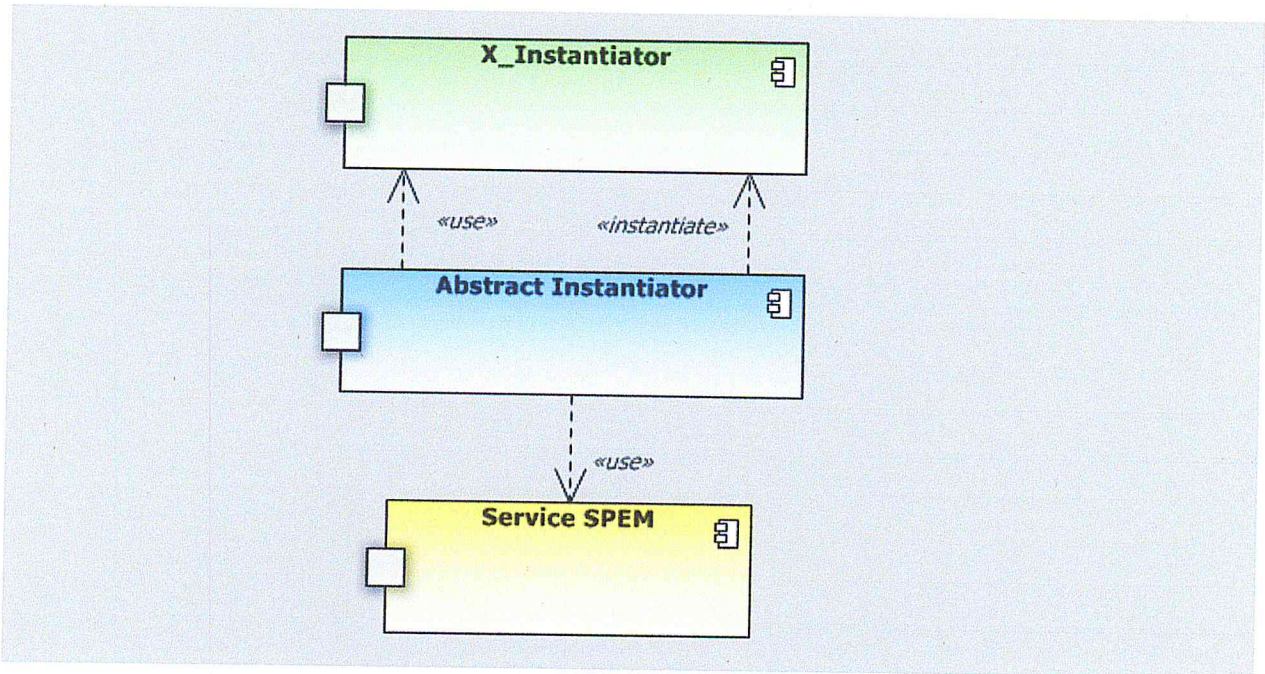 X_Instantiator
«use»
«instantiate»
Abstract Instantiator
«use»
Service SPEM